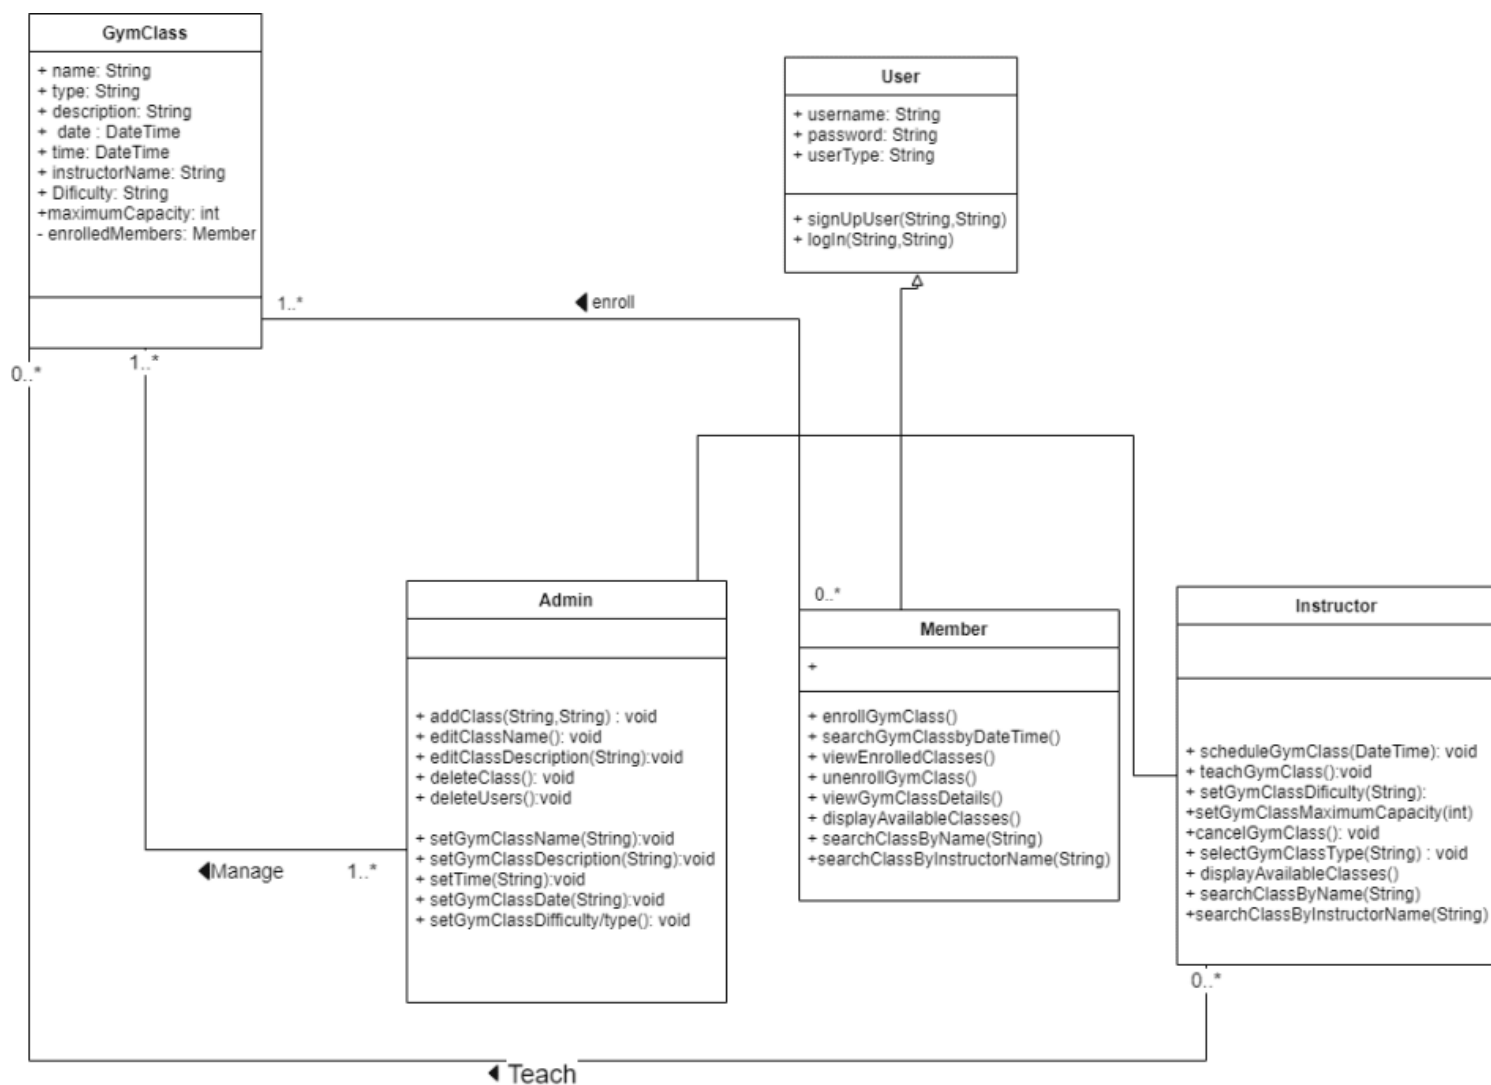 GymClass
+ name: String
+ type: String
+ description: String
+ date : DateTime
+ time: DateTime
+ instructorName: String
+ Dificulty: String
+maximumCapacity: int
- enrolledMembers: Member
User
+ username: String
+ password: String
+ userType: String
+ signUpUser(String,String)
+ logIn(String,String)
1..*
enroll
0..*
1..*
Admin
+ addClass(String,String) : void
+ editClassName(): void
+ editClassDescription(String):void
+ deleteClass(): void
+ deleteUsers():void
+ setGymClassName(String):void
+ setGymClassDescription(String):void
+ setTime(String):void
+ setGymClassDate(String):void
+ setGymClassDifficulty/type(): void
0..*
Member
+
+ enrollGymClass()
+ searchGymClassbyDateTime()
+ viewEnrolledClasses()
+ unenrollGymClass()
+ viewGymClassDetails()
+ displayAvailableClasses()
+ searchClassByName(String)
+searchClassByInstructorName(String)
Instructor
+ scheduleGymClass(DateTime): void
+ teachGymClass():void
+ setGymClassDificulty(String):
+setGymClassMaximumCapacity(int)
+cancelGymClass(): void
+ selectGymClassType(String) : void
+ displayAvailableClasses()
+ searchClassByName(String)
+searchClassByInstructorName(String)
Manage
1..*
0..*
Teach